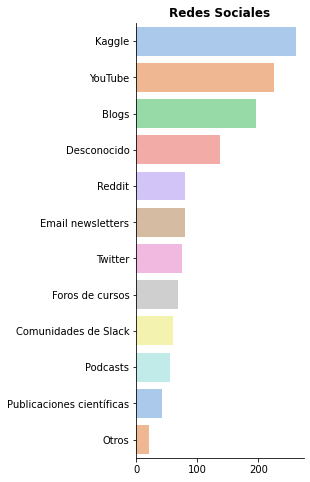 Redes Sociales
Kaggle
YouTube
Blogs
Desconocido
Reddit
Email newsletters
Twitter
Foros de cursos
Comunidades de Slack
Podcasts
Publicaciones científicas
Otros
0 100 200